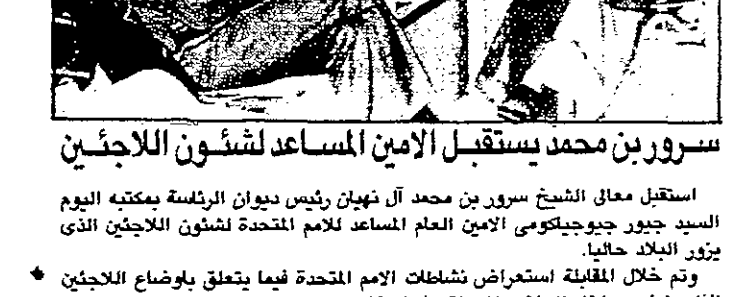 سرور بن محمد يستقبل الامين المساعد لشئون اللاجئين
استقبل معالى الشيخ سرور بن محمد آل نهيان رئيس ديوان الرئاسة بمكتبه اليوم
السيد جيور جيوجياكومى الامين العام المساعد للامم المتحدة لشئون اللاجئين الذى
يزور البلاد حاليا.
وتم خلال المقابلة استعراض نشاطات الامم المتحدة فيما يتعلق باوضاع اللاجئين